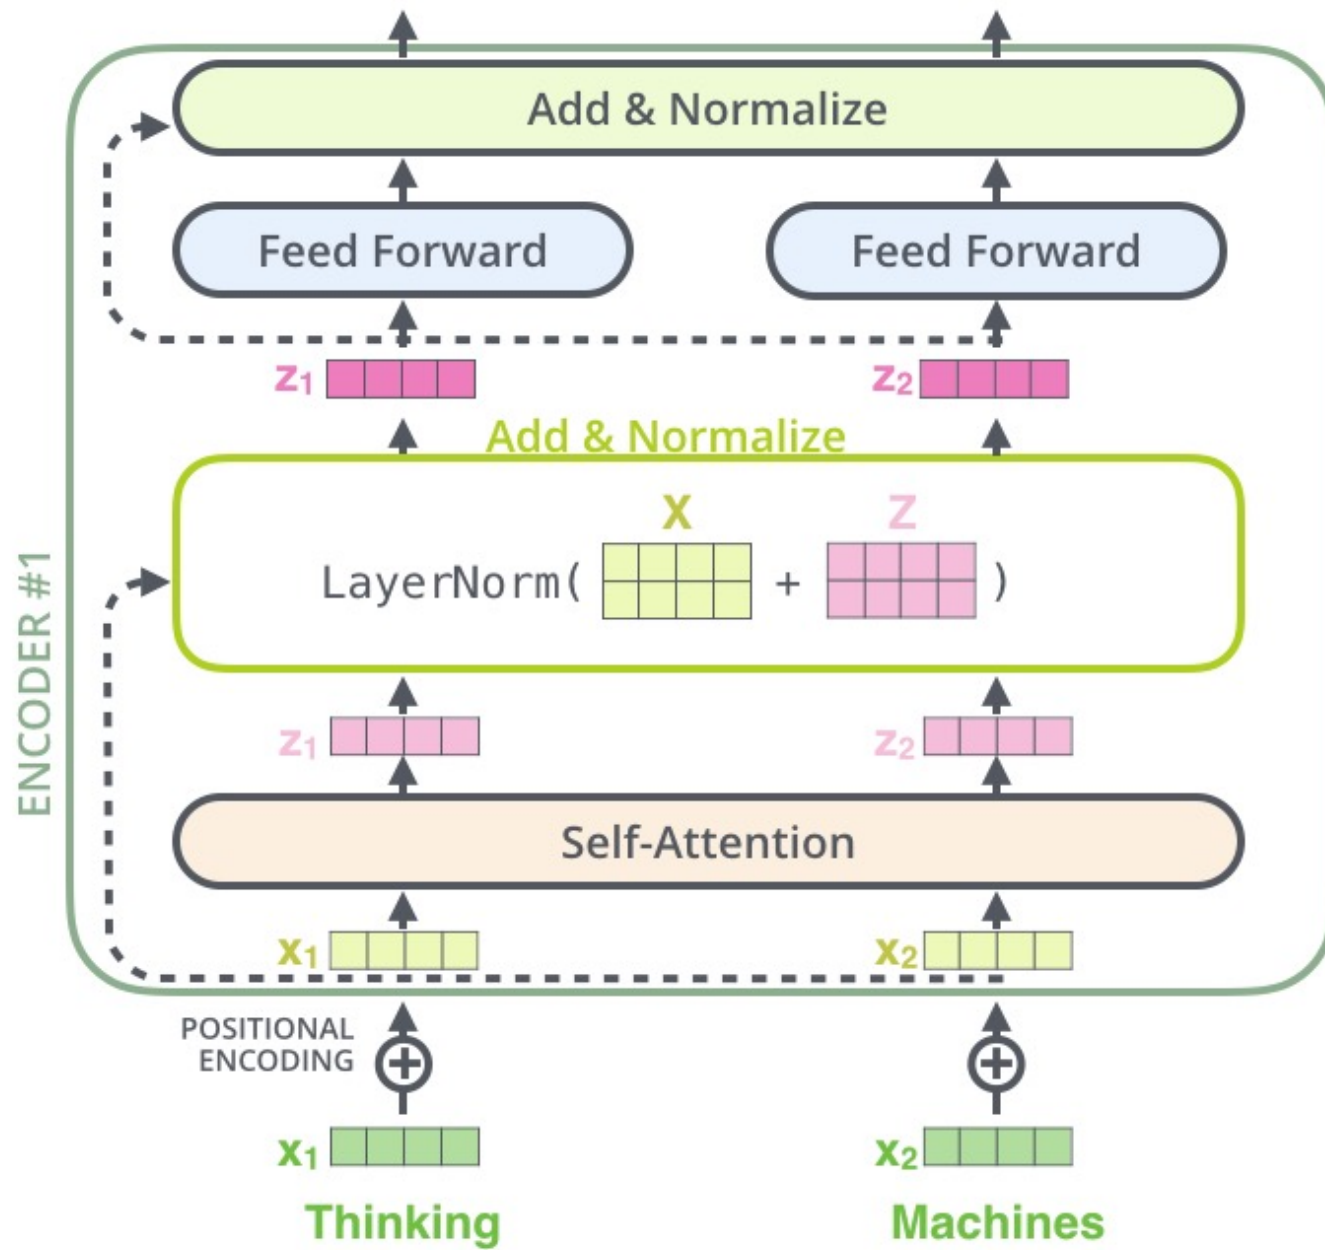 Add & Normalize
Feed Forward
Feed Forward
z₁
z₂
Add & Normalize
X
Z
LayerNorm(
+
)
ENCODER #1
z₁
z₂
Self-Attention
x₁
x₂
POSITIONAL
ENCODING
x₁
x₂
Thinking
Machines